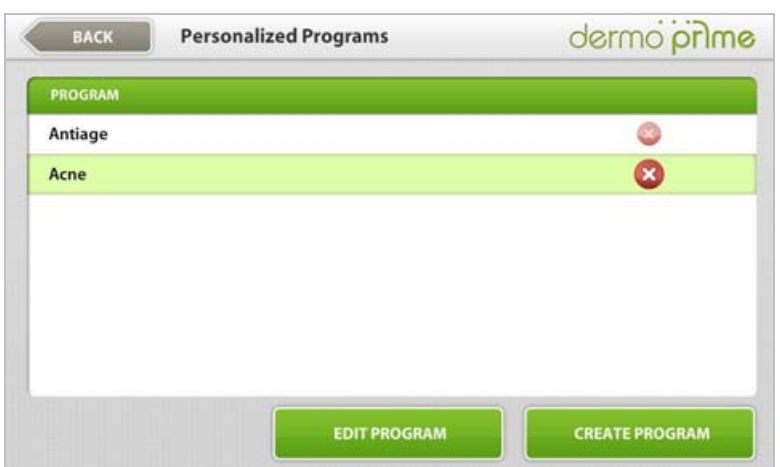 BACK
Personalized Programs
dermo prime
PROGRAM
Antiage
Acne
EDIT PROGRAM
CREATE PROGRAM